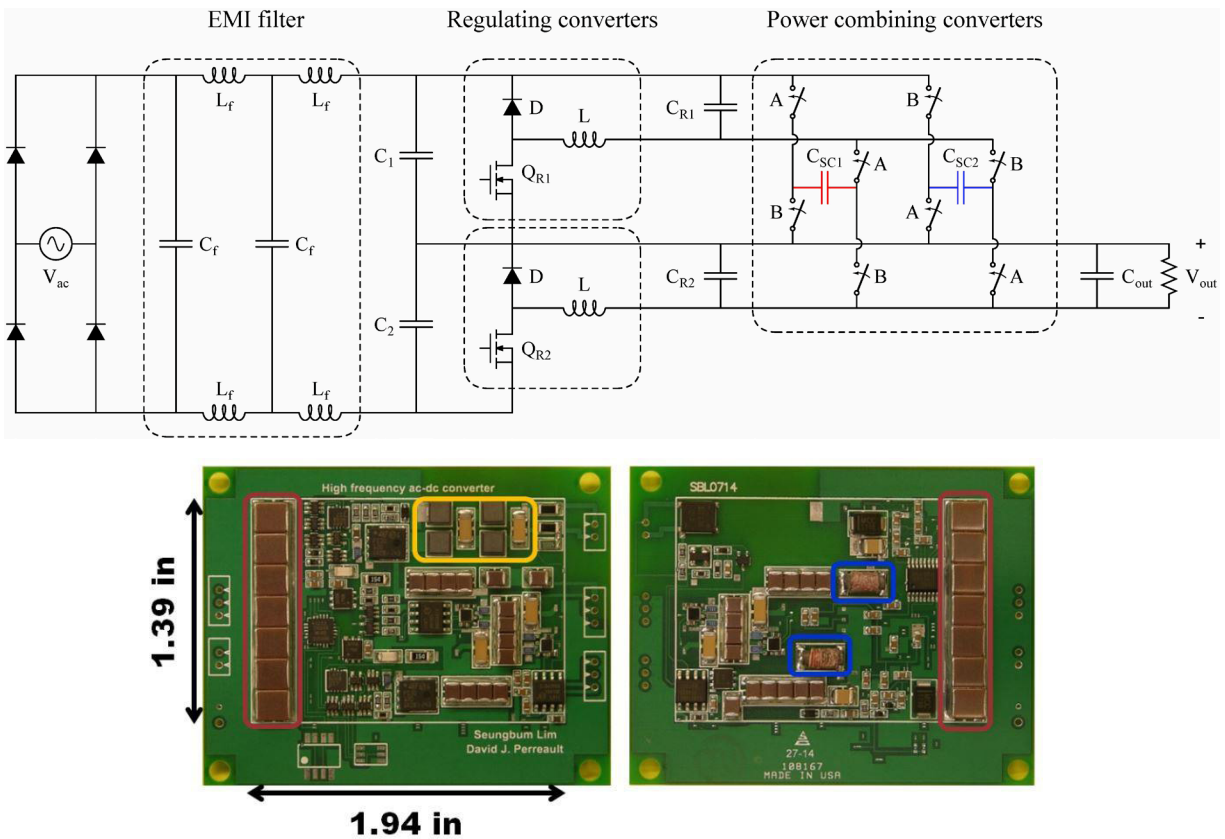 EMI filter
Regulating converters
Power combining converters
Lf
Lf
A
B
D
L
CR1
C1
QR1
CSC1
A
CSC2
B
B
A
Vac
Cf
Cf
D
L
CR2
B
A
Cout
Vout
+
-
C2
QR2
Lf
Lf
High frequency ac-dc converter
SBL0714
1.39 in
Seungbum Lim
David J. Perreault
27-14
108167
MADE IN USA
1.94 in